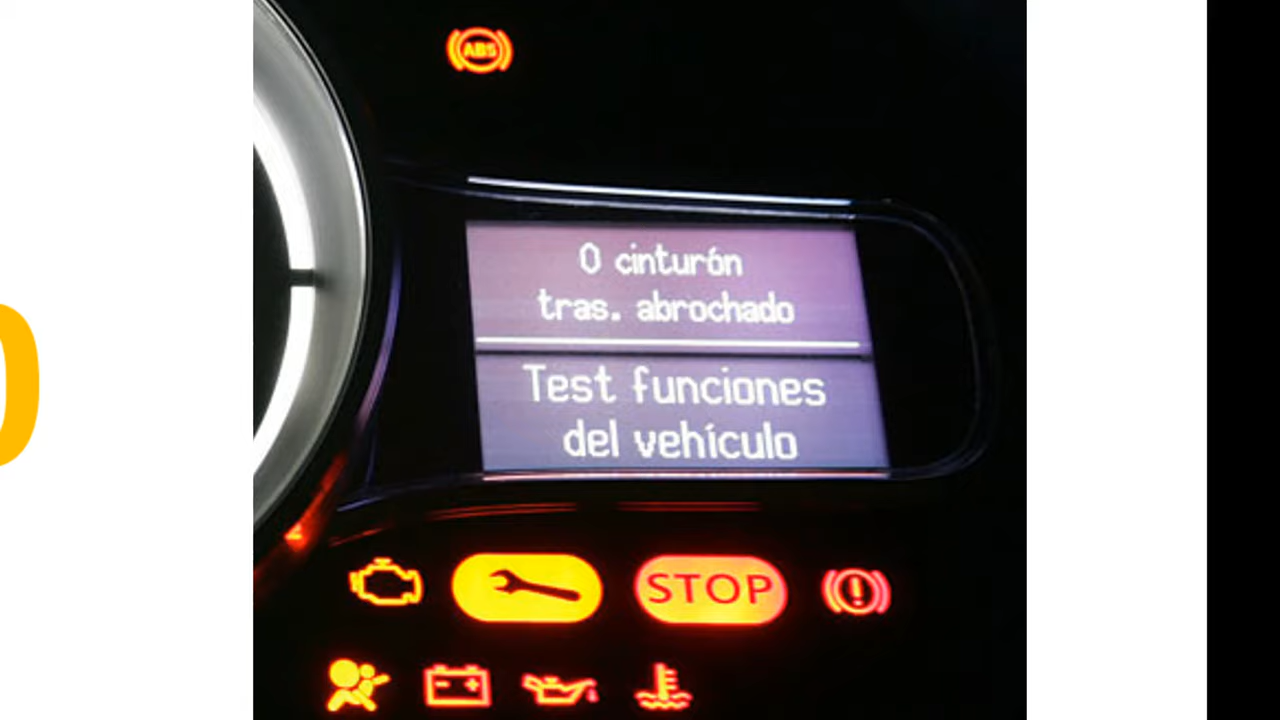 ABS
0 cinturón
tras. abrochado
Test funciones
del vehículo
STOP